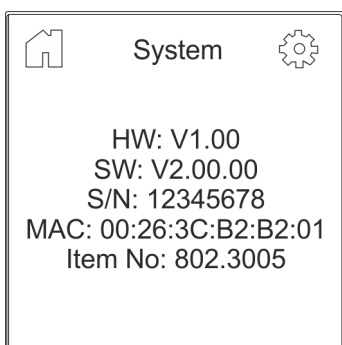 System
HW: V1.00
SW: V2.00.00
S/N: 12345678
MAC: 00:26:3C:B2:B2:01
Item No: 802.3005